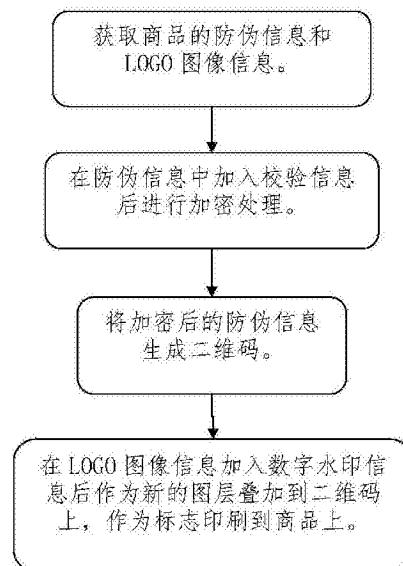 获取商品的防伪信息和
LOGO 图像信息。
在防伪信息中加入校验信息
后进行加密处理。
将加密后的防伪信息
生成二维码。
在 LOGO 图像信息加入数字水印信
息后作为新的图层叠加到二维码
上，作为标志印刷到商品上。